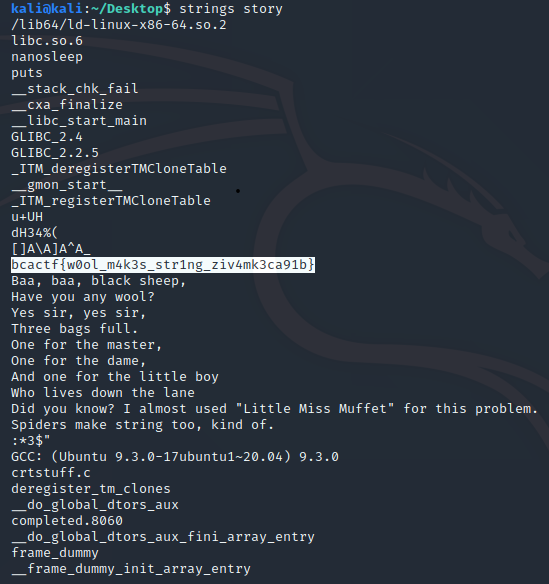 kali@kali:~/Desktop$ strings story
/lib64/ld-linux-x86-64.so.2
libc.so.6
nanosleep
puts
__stack_chk_fail
__cxa_finalize
__libc_start_main
GLIBC_2.4
GLIBC_2.2.5
_ITM_deregisterTMCloneTable
__gmon_start__
_ITM_registerTMCloneTable
u+UH
dH34%(
[]A\A]A^A_
bcactf{w0ol_m4k3s_str1ng_ziv4mk3ca91b}
Baa, baa, black sheep,
Have you any wool?
Yes sir, yes sir,
Three bags full.
One for the master,
One for the dame,
And one for the little boy
Who lives down the lane
Did you know? I almost used "Little Miss Muffet" for this problem.
Spiders make string too, kind of.
:*3$"
GCC: (Ubuntu 9.3.0-17ubuntu1~20.04) 9.3.0
crtstuff.c
deregister_tm_clones
__do_global_dtors_aux
completed.8060
__do_global_dtors_aux_fini_array_entry
frame_dummy
__frame_dummy_init_array_entry